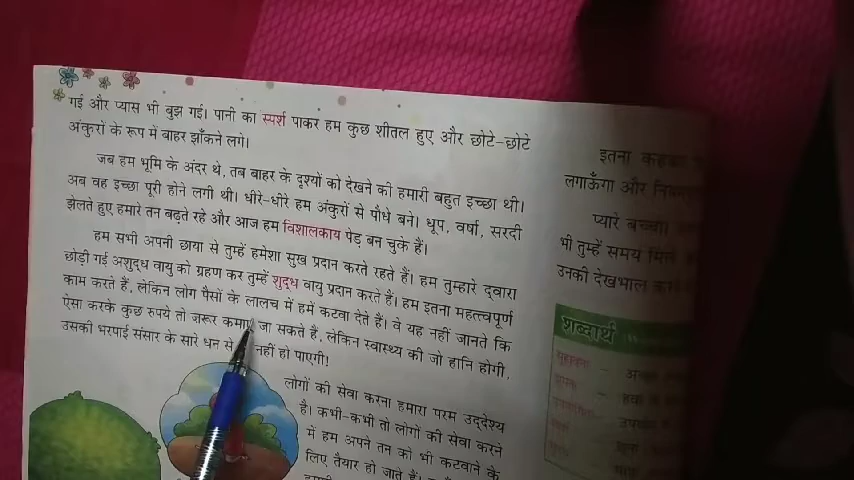 गई और प्यास भी बुझ गई। पानी का स्पर्श पाकर हम कुछ शीतल हुए और छोटे-छोटे
अंकुरों के रूप में बाहर झाँकने लगे।
जब हम भूमि के अंदर थे, तब बाहर के दृश्यों को देखने की हमारी बहुत इच्छा थी।
अब वह इच्छा पूरी होने लगी थी। धीरे-धीरे हम अंकुरों से पौधे बने। धूप, वर्षा, सरदी
झेलते हुए हमारे तन बढ़ते रहे और आज हम विशालकाय पेड़ बन चुके हैं।
हम सभी अपनी छाया से तुम्हें हमेशा सुख प्रदान करते रहते हैं। हम तुम्हारे द्वारा
छोड़ी गई अशुद्ध वायु को ग्रहण कर तुम्हें शुद्ध वायु प्रदान करते हैं। हम इतना महत्त्वपूर्ण
काम करते हैं, लेकिन लोग पैसों के लालच में हमें कटवा देते हैं। वे यह नहीं जानते कि
ऐसा करके कुछ रुपये तो ज़रूर कमाए जा सकते हैं, लेकिन स्वास्थ्य की जो हानि होगी,
उसकी भरपाई संसार के सारे धन से नहीं हो पाएगी!
लोगों की सेवा करना हमारा परम उद्देश्य
है। कभी-कभी तो लोगों की सेवा करने
में हम अपने तन को भी कटवाने के
लिए तैयार हो जाते हैं।
इतना
लगाऊँगा और
प्यारे बच्चो!
भी तुम्हें समय
उनकी देखभाल
शब्दार्थ